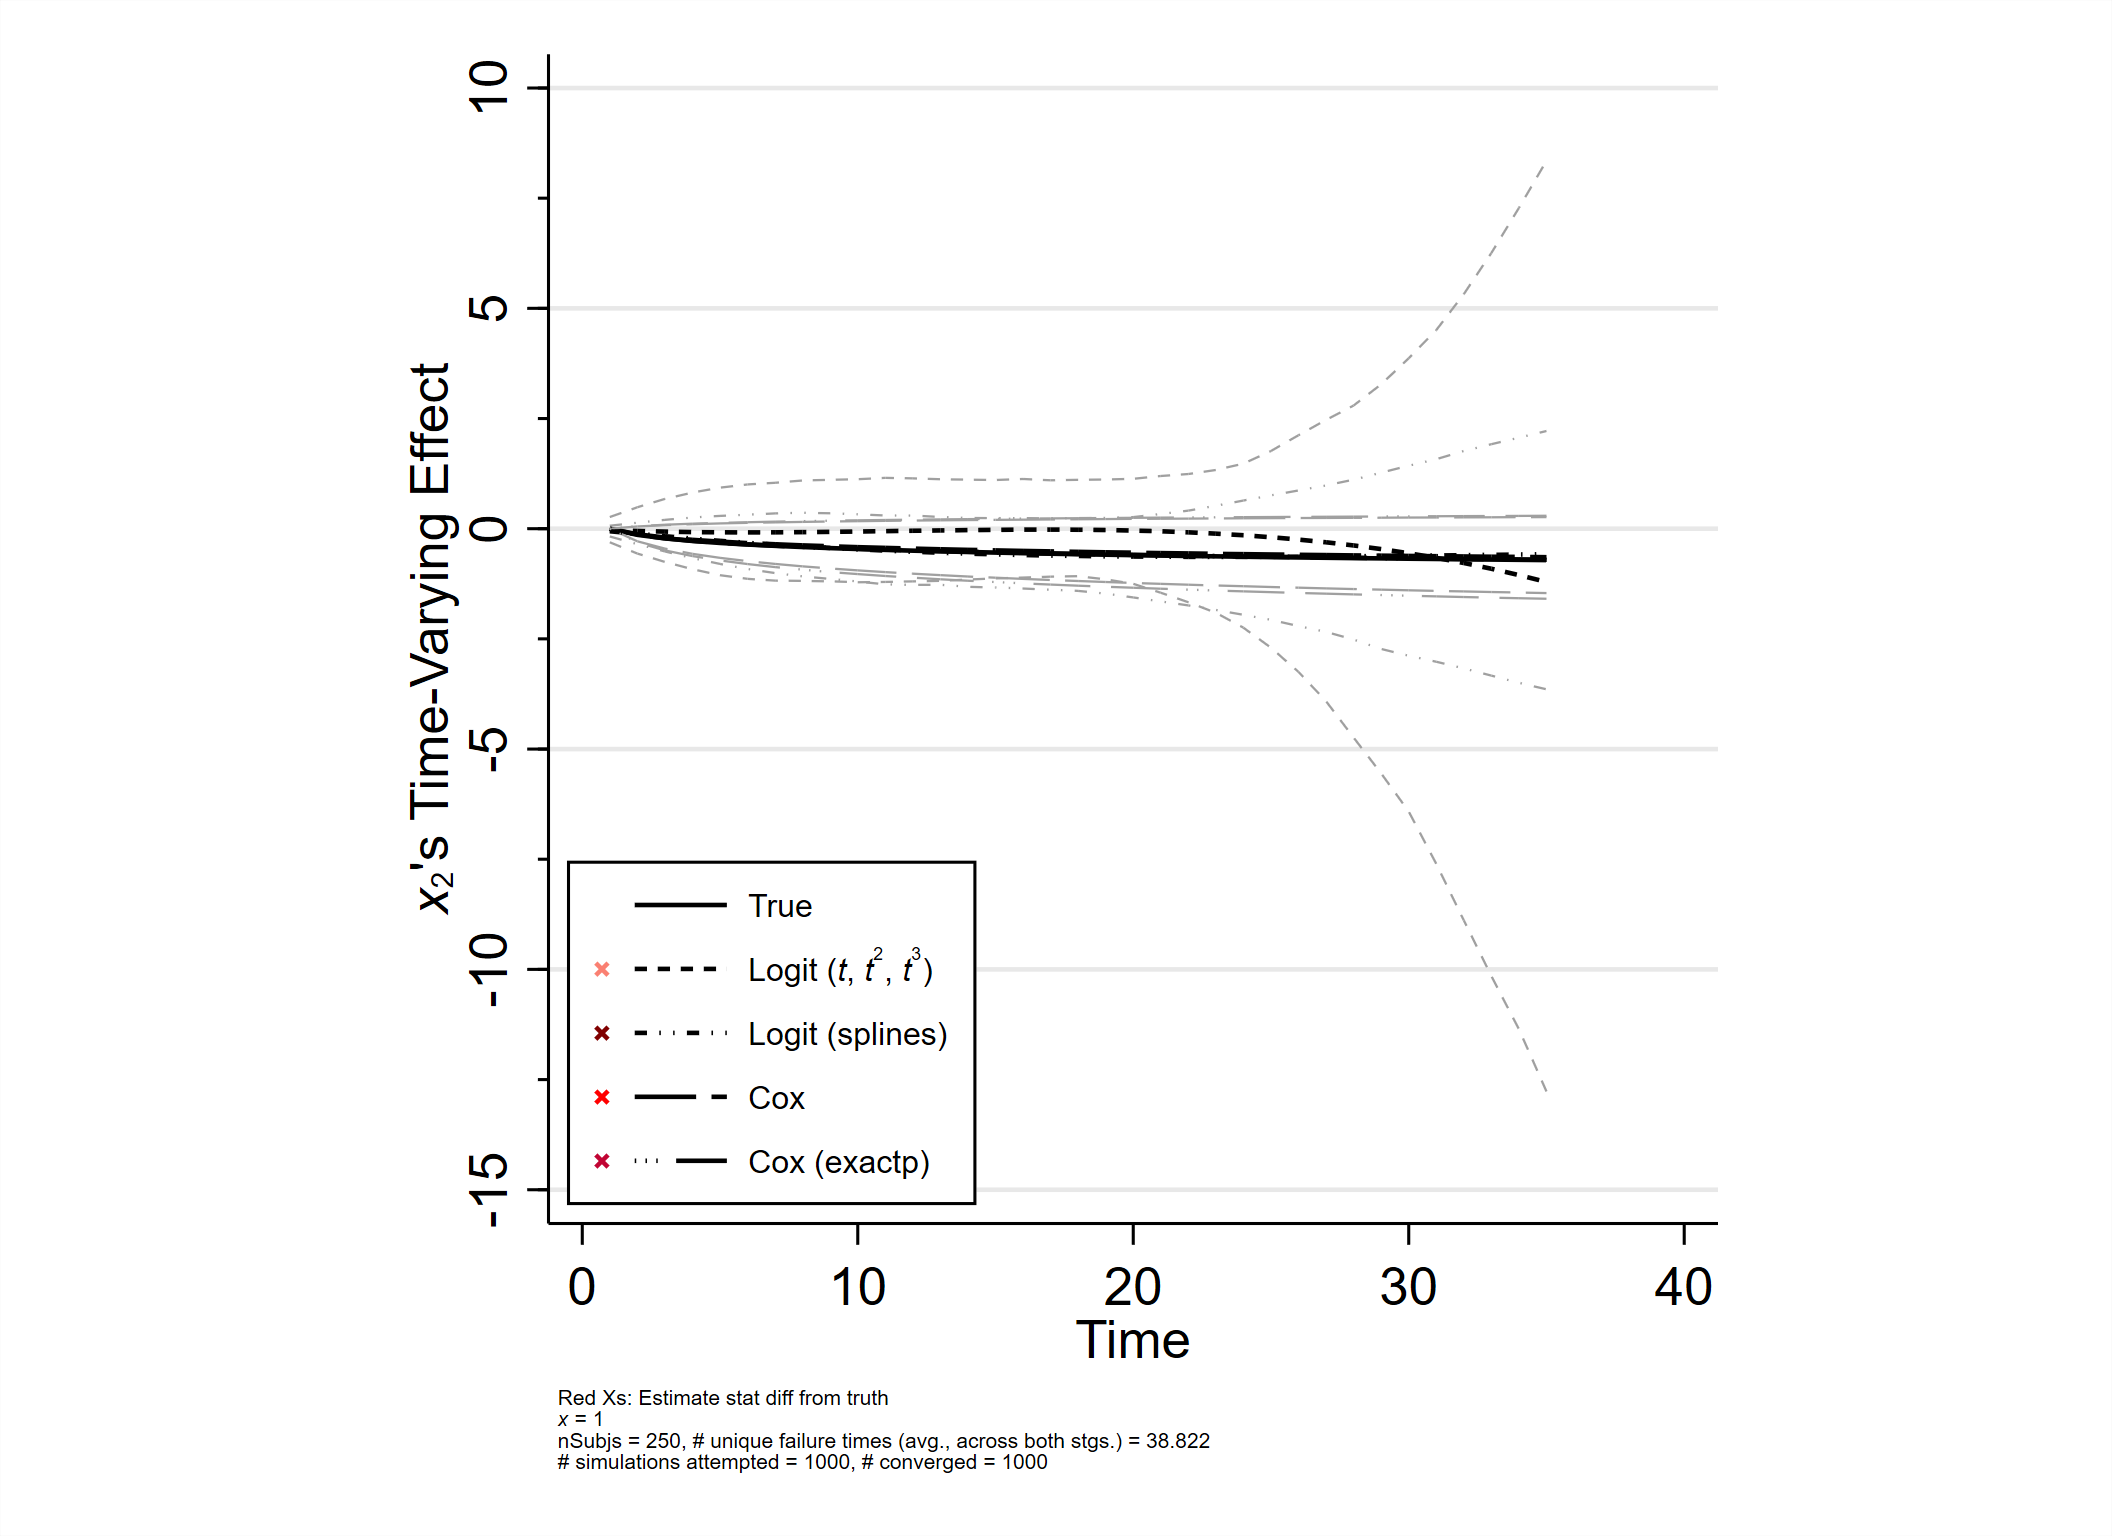 10
5
0
-5
-10
-15
x₂'s Time-Varying Effect
True
Logit (t, t², t³)
Logit (splines)
Cox
Cox (exactp)
0 10 20 30 40
Time
Red Xs: Estimate stat diff from truth
x = 1
nSubjs = 250, # unique failure times (avg., across both stgs.) = 38.822
# simulations attempted = 1000, # converged = 1000